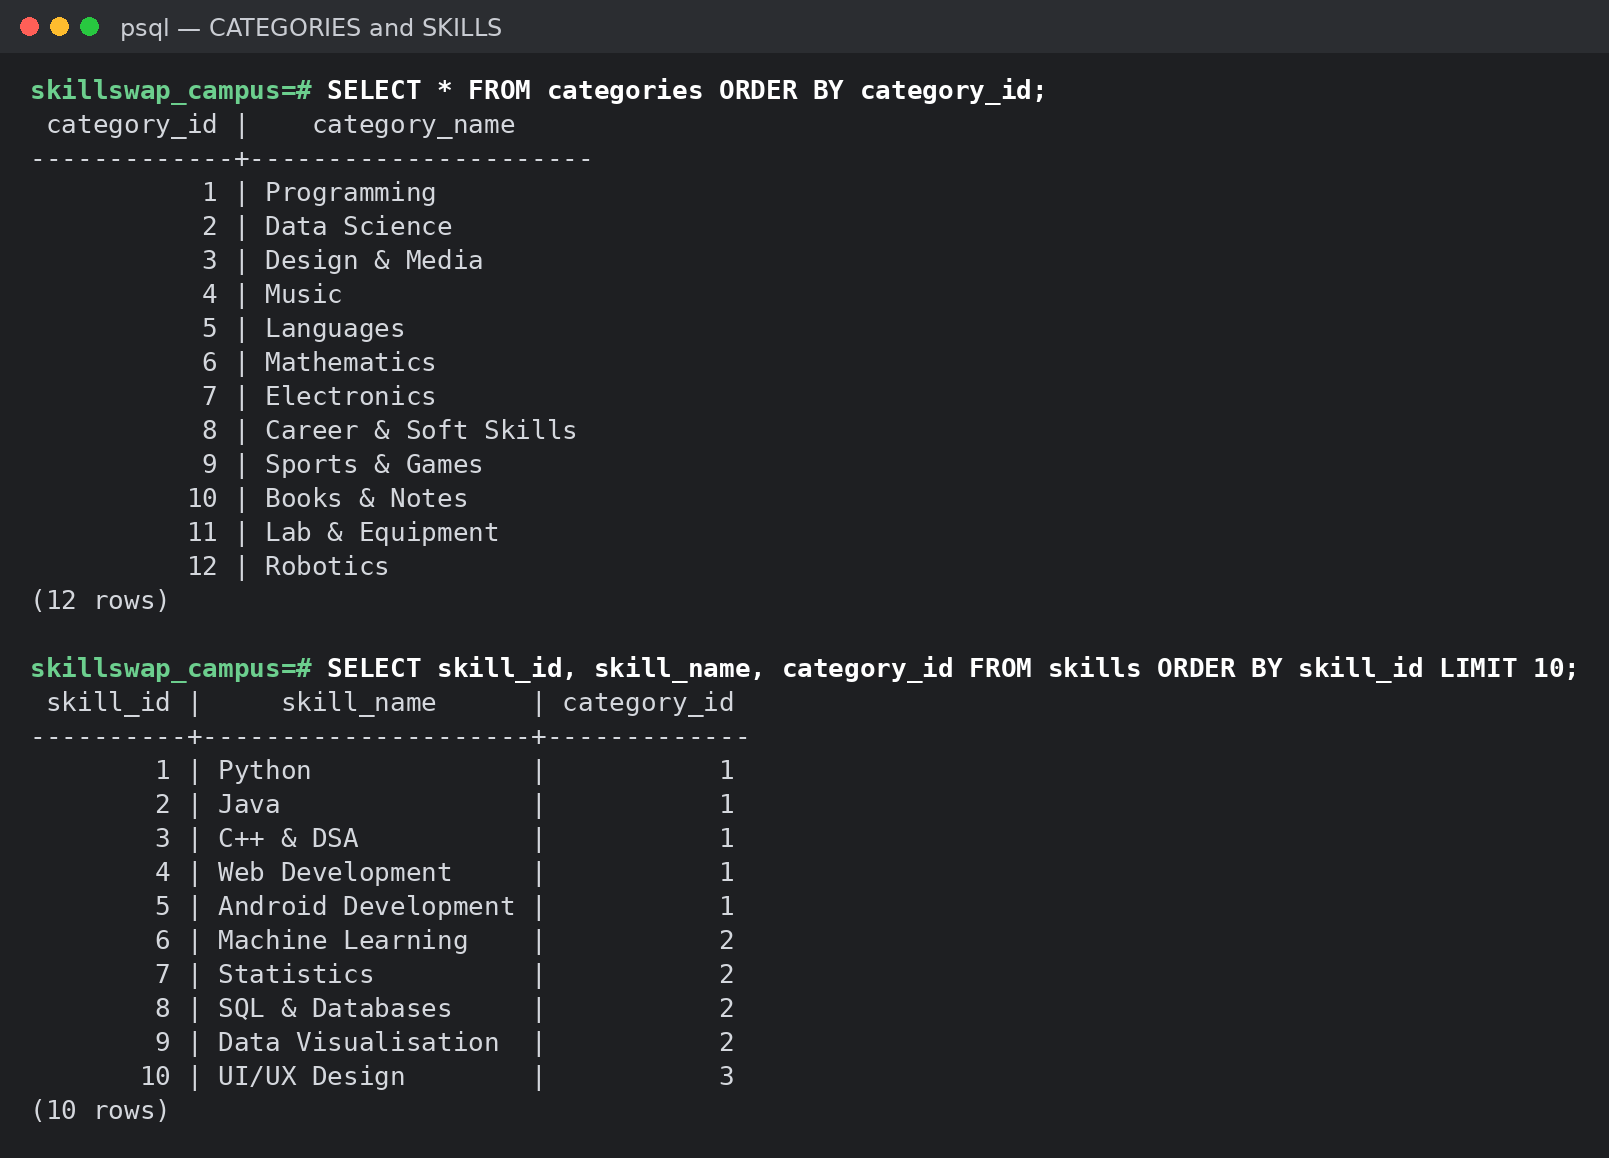 psql — CATEGORIES and SKILLS
skillswap_campus=# SELECT * FROM categories ORDER BY category_id;
 category_id |    category_name
-------------+----------------------
           1 | Programming
           2 | Data Science
           3 | Design & Media
           4 | Music
           5 | Languages
           6 | Mathematics
           7 | Electronics
           8 | Career & Soft Skills
           9 | Sports & Games
          10 | Books & Notes
          11 | Lab & Equipment
          12 | Robotics
(12 rows)

skillswap_campus=# SELECT skill_id, skill_name, category_id FROM skills ORDER BY skill_id LIMIT 10;
 skill_id |     skill_name      | category_id
----------+---------------------+-------------
        1 | Python              |           1
        2 | Java                |           1
        3 | C++ & DSA           |           1
        4 | Web Development     |           1
        5 | Android Development |           1
        6 | Machine Learning    |           2
        7 | Statistics          |           2
        8 | SQL & Databases     |           2
        9 | Data Visualisation  |           2
       10 | UI/UX Design        |           3
(10 rows)